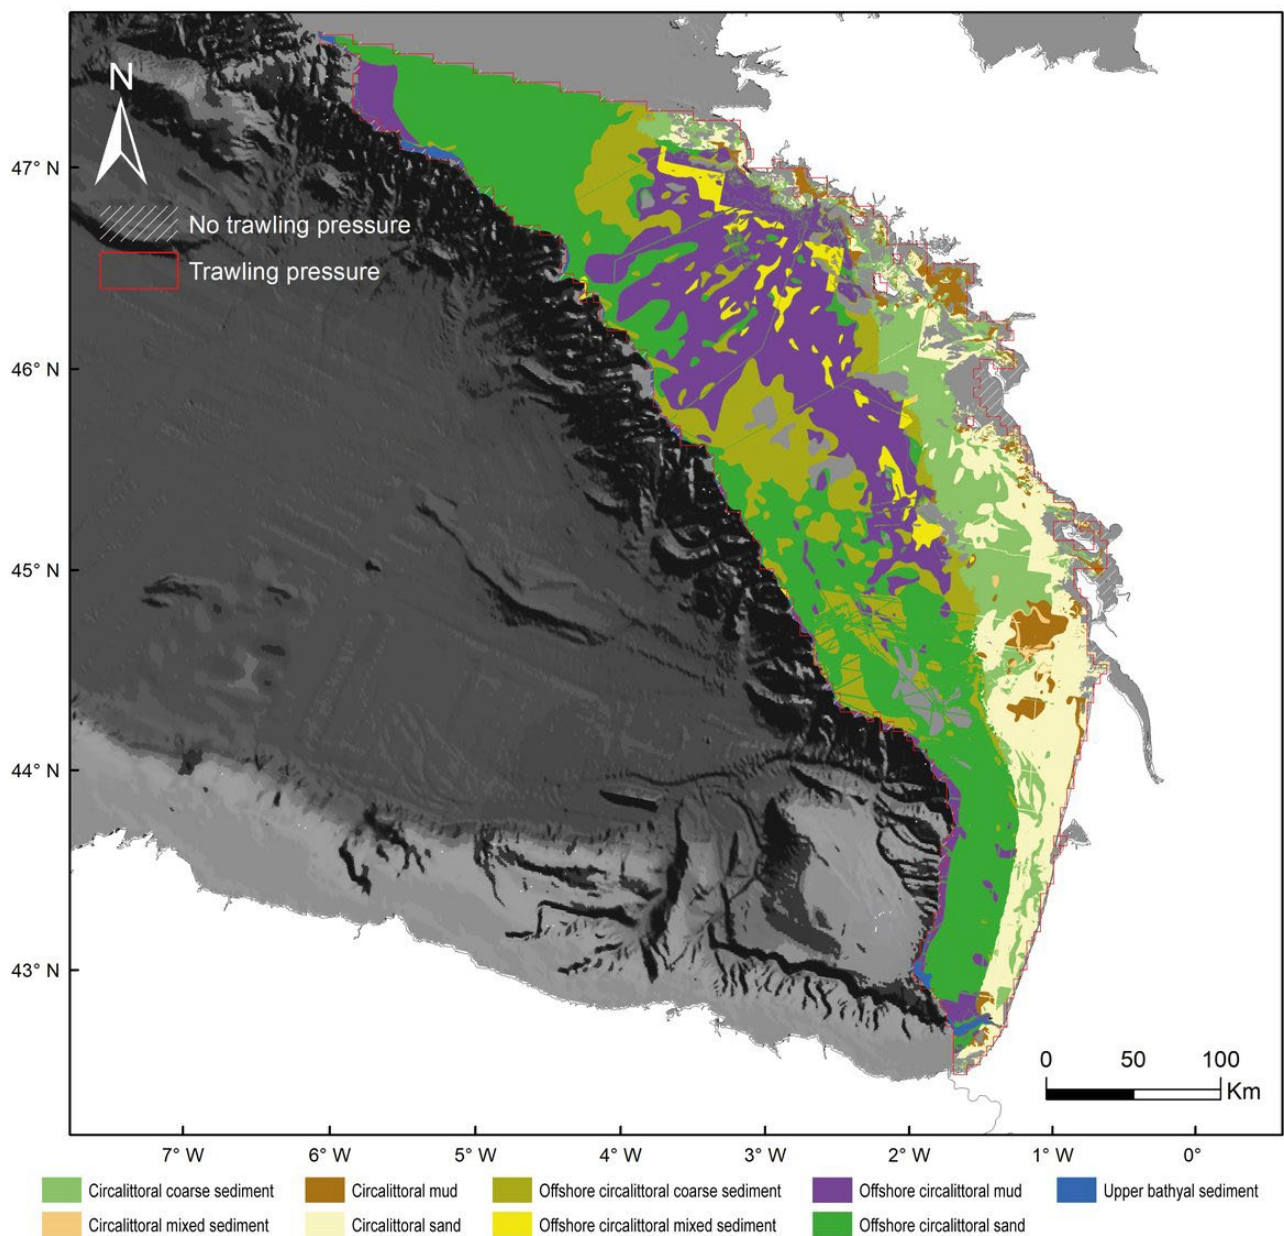 N
No trawling pressure
Trawling pressure
47° N
46° N
45° N
44° N
43° N
0 50 100
Km
7° W 6° W 5° W 4° W 3° W 2° W 1° W 0°
Circalittoral coarse sediment Circalittoral mud Offshore circalittoral coarse sediment Offshore circalittoral mud Upper bathyal sediment
Circalittoral mixed sediment Circalittoral sand Offshore circalittoral mixed sediment Offshore circalittoral sand